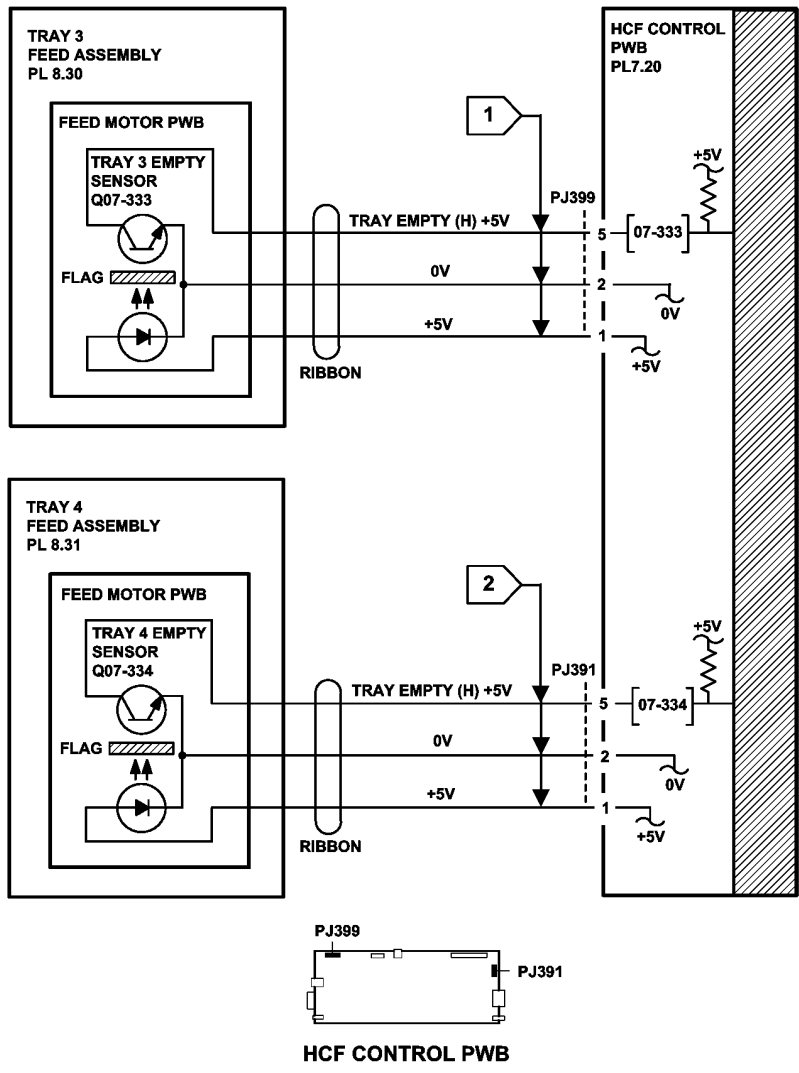 TRAY 3
FEED ASSEMBLY
PL 8.30
FEED MOTOR PWB
TRAY 3 EMPTY
SENSOR
Q07-333
FLAG
RIBBON
1
TRAY EMPTY (H) +5V
0V
+5V
PJ399
5
2
1
HCF CONTROL
PWB
PL7.20
+5V
07-333
0V
+5V
TRAY 4
FEED ASSEMBLY
PL 8.31
FEED MOTOR PWB
TRAY 4 EMPTY
SENSOR
Q07-334
FLAG
RIBBON
2
TRAY EMPTY (H) +5V
0V
+5V
PJ391
5
2
1
+5V
07-334
0V
+5V
PJ399
PJ391
HCF CONTROL PWB